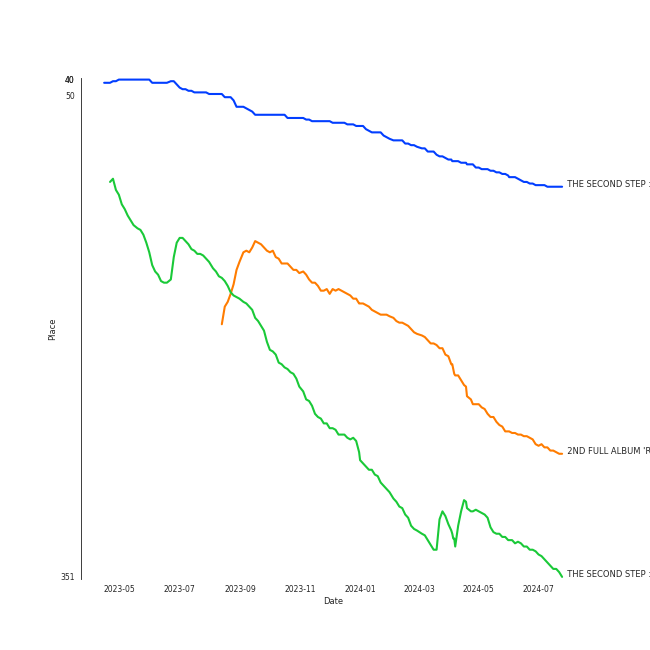 40
50
THE SECOND STEP :
Place
2ND FULL ALBUM 'R
351
THE SECOND STEP :
2023-05 2023-07 2023-09 2023-11 2024-01 2024-03 2024-05 2024-07
Date